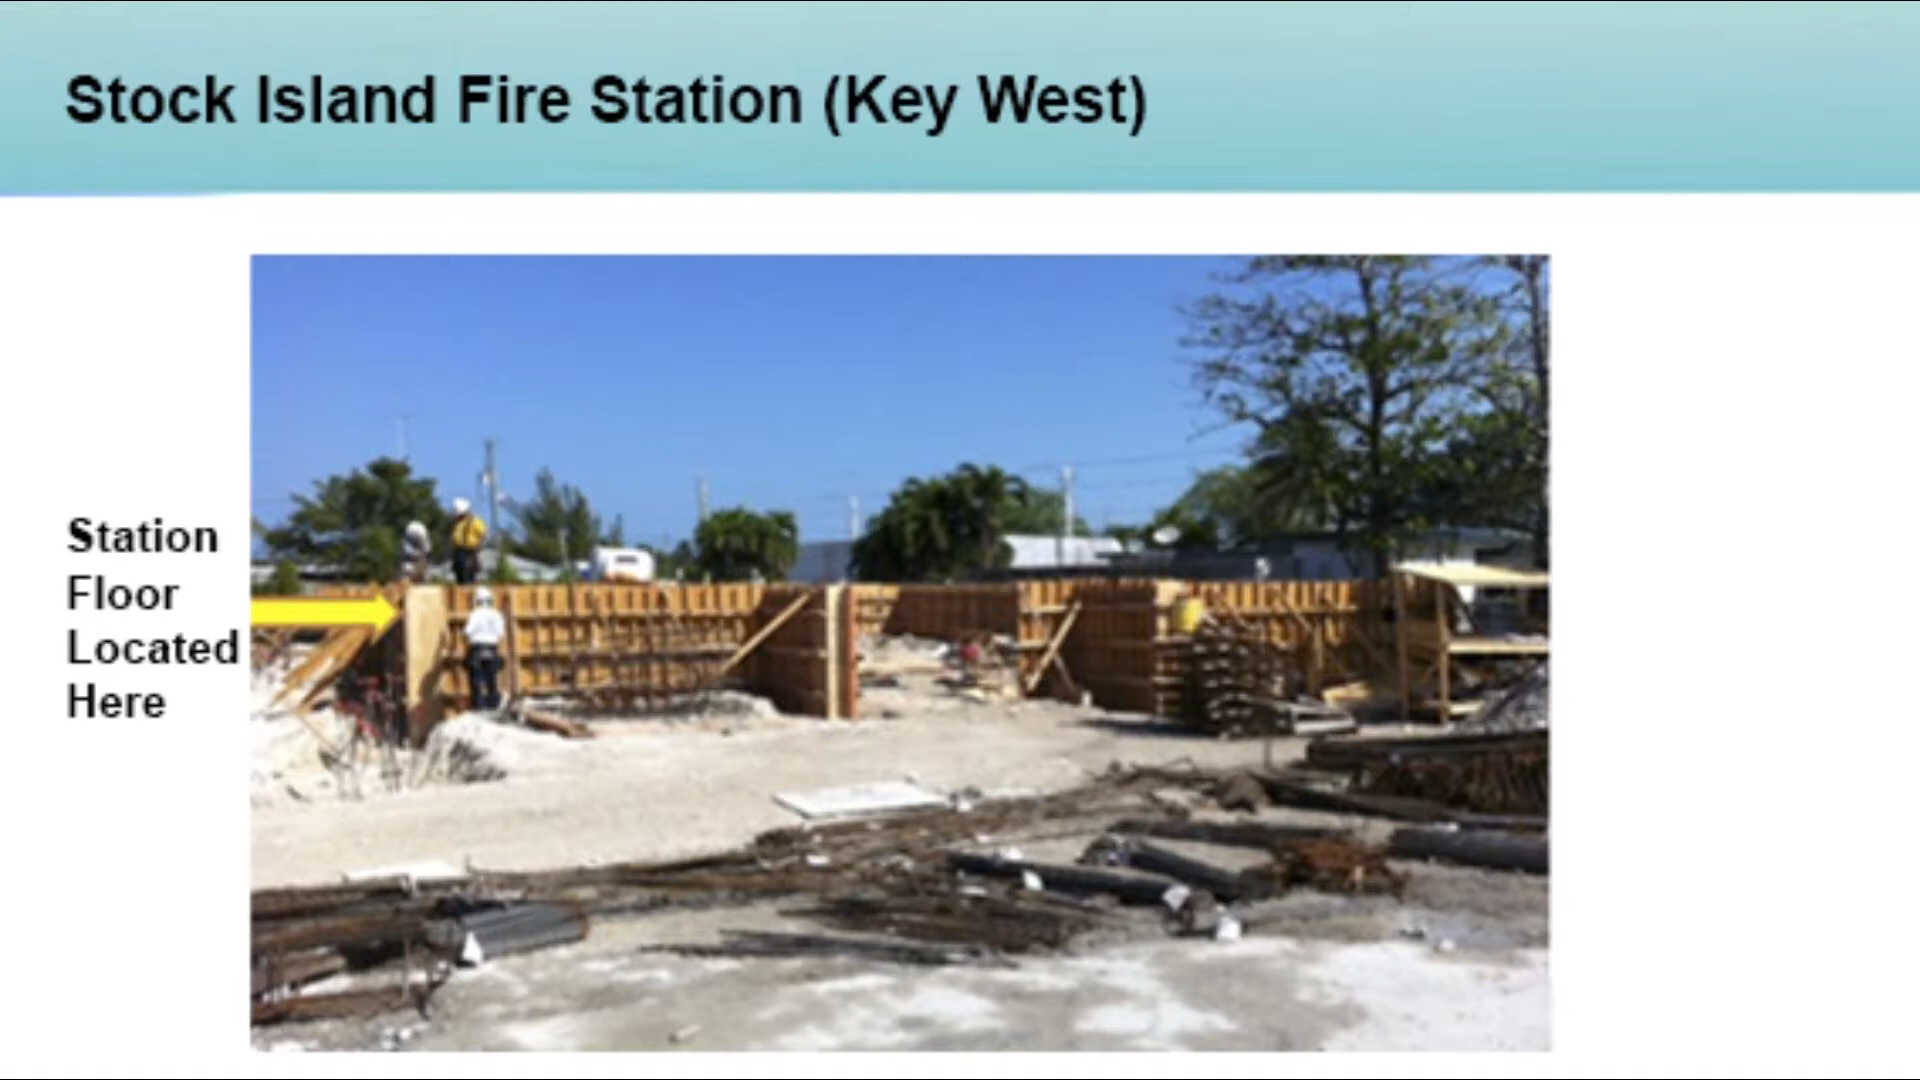 Stock Island Fire Station (Key West)
Station
Floor
Located
Here